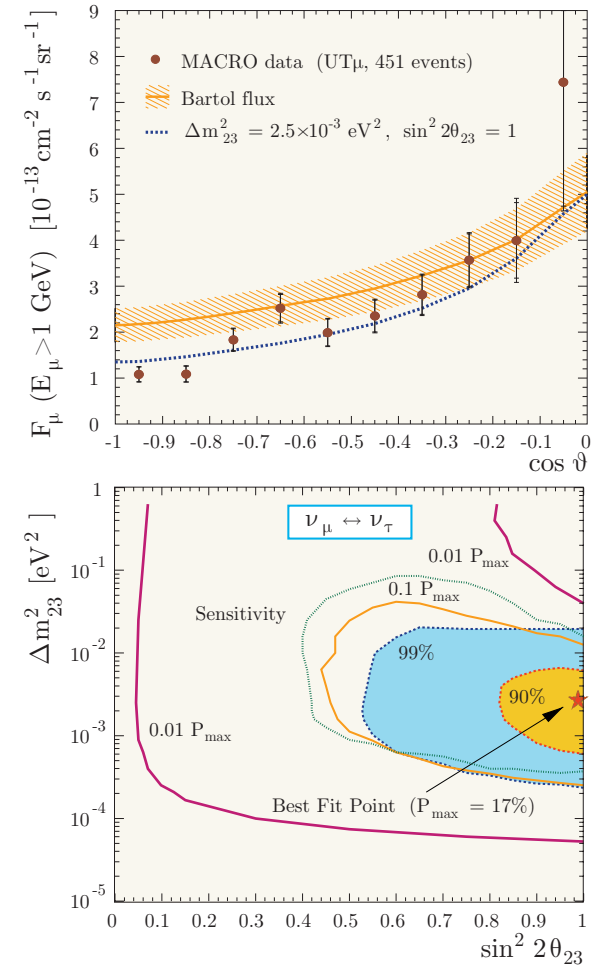 9
8
7
6
5
4
3
2
1
0
F_μ (E_μ>1 GeV) [10⁻¹³cm⁻² s⁻¹sr⁻¹]
MACRO data (UTμ, 451 events)
Bartol flux
Δm²₂₃ = 2.5×10⁻³ eV², sin² 2θ₂₃ = 1
-1 -0.9 -0.8 -0.7 -0.6 -0.5 -0.4 -0.3 -0.2 -0.1 0
cos ϑ
1
10⁻¹
10⁻²
10⁻³
10⁻⁴
10⁻⁵
Δm²₂₃ [eV²]
ν_μ ↔ ν_τ
0.01 P_max
0.1 P_max
Sensitivity
99%
90%
0.01 P_max
Best Fit Point (P_max = 17%)
0 0.1 0.2 0.3 0.4 0.5 0.6 0.7 0.8 0.9 1
sin² 2θ₂₃